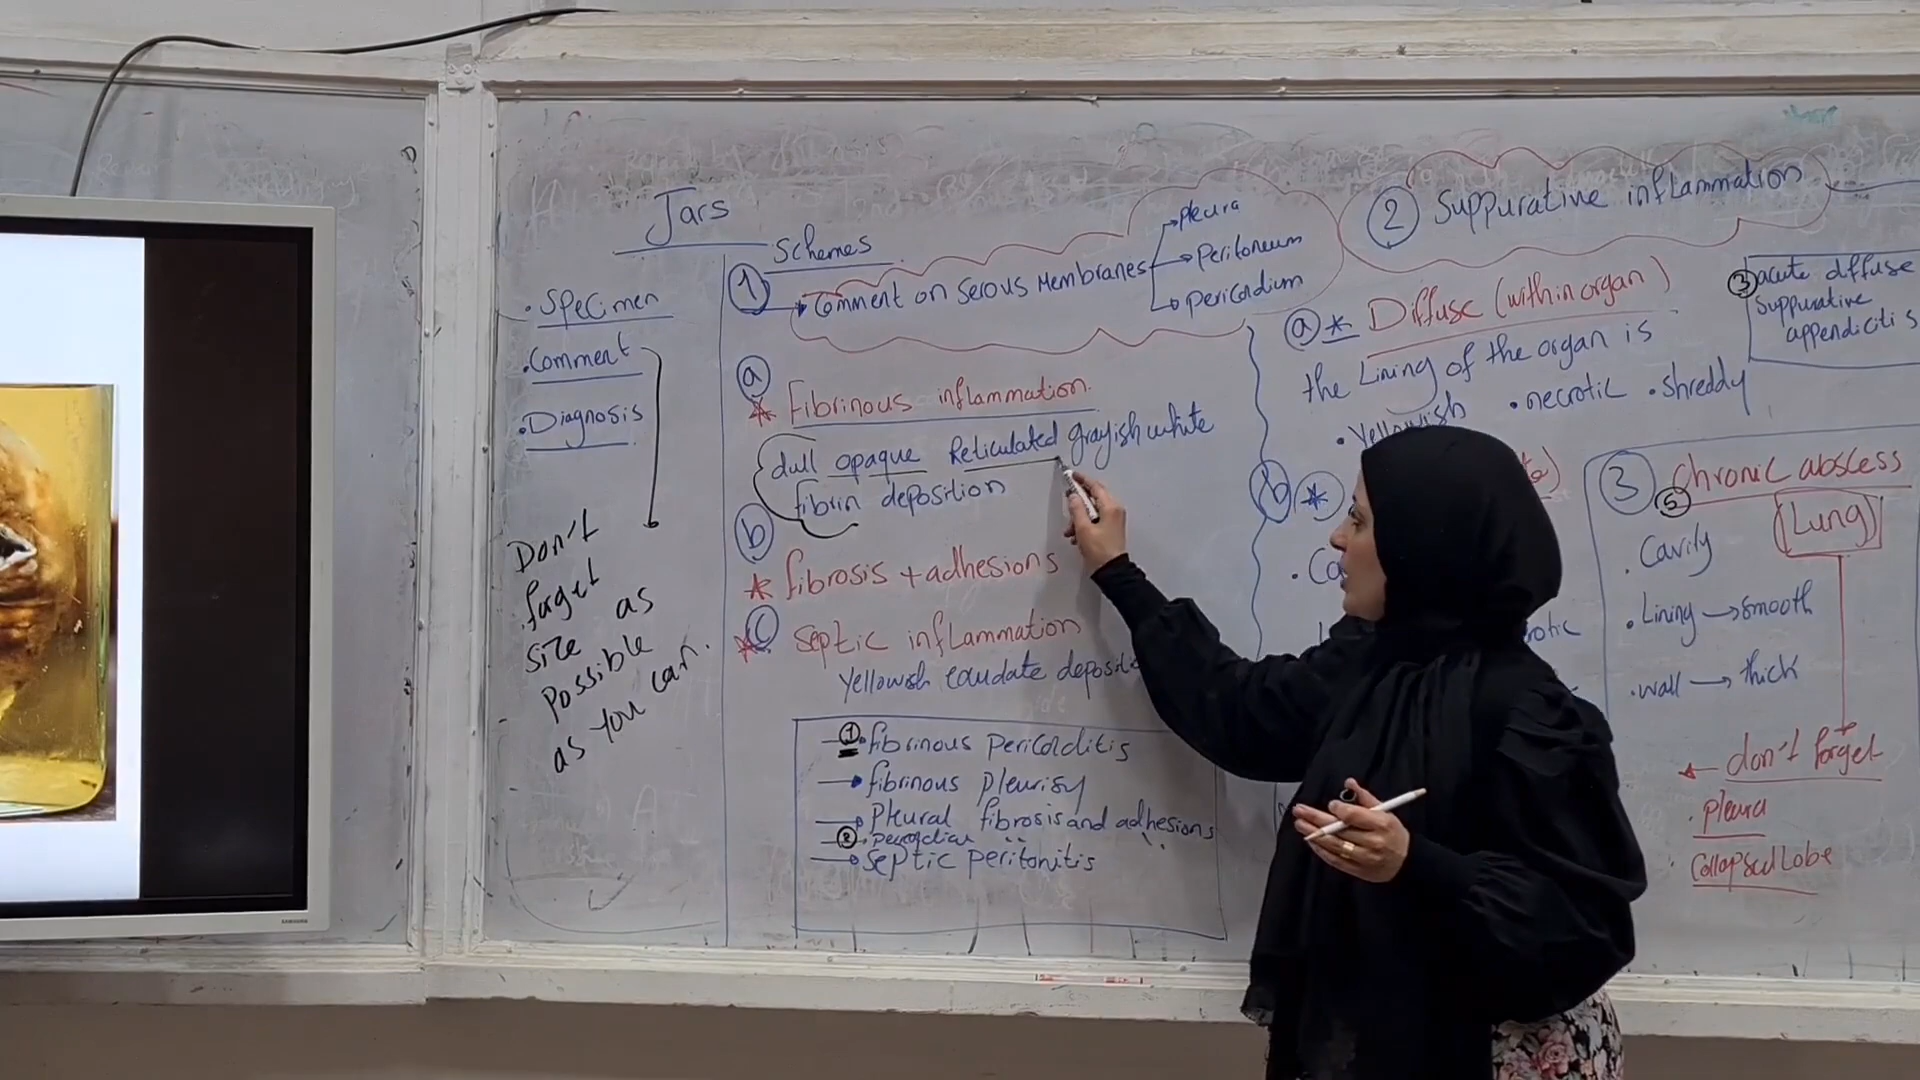 Jars
schemes
• Specimen
• Comment
• Diagnosis
Don't
forget
size as
possible
as you can.
1 Comment on Serous Membranes
pleura
Peritoneum
pericardium
a
* Fibrinous inflammation.
dull opaque Reticulated grayish white
fibrin deposition
b
* fibrosis + adhesions
C
* Septic inflammation
Yellowish exudate
1 fibrinous pericarditis
fibrinous pleurisy
Pleural fibrosis and adhesions
2
Septic peritonitis
2 Suppurative inflammation
a * Diffuse (within organ)
the Lining of the organ is
• Yellowish • necrotic • shreddy
3 acute diffuse
suppurative
appendicitis
b *
3 Chronic abscess
5
(Lung)
. Cavity
. Lining → smooth
. wall → thick
don't forget
. pleura
. Collapsed Lobe
SAMSUNG